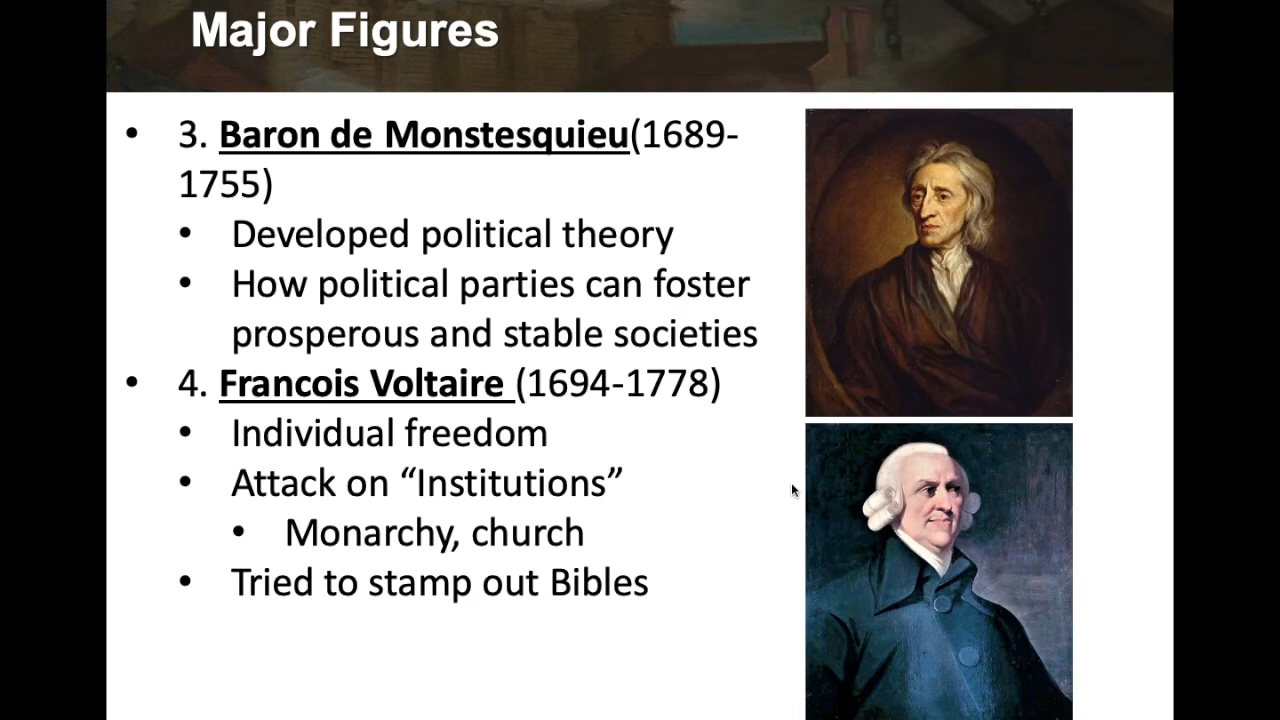 Major Figures
• 3. Baron de Monstesquieu(1689-
1755)
• Developed political theory
• How political parties can foster
prosperous and stable societies
• 4. Francois Voltaire (1694-1778)
• Individual freedom
• Attack on “Institutions”
• Monarchy, church
• Tried to stamp out Bibles